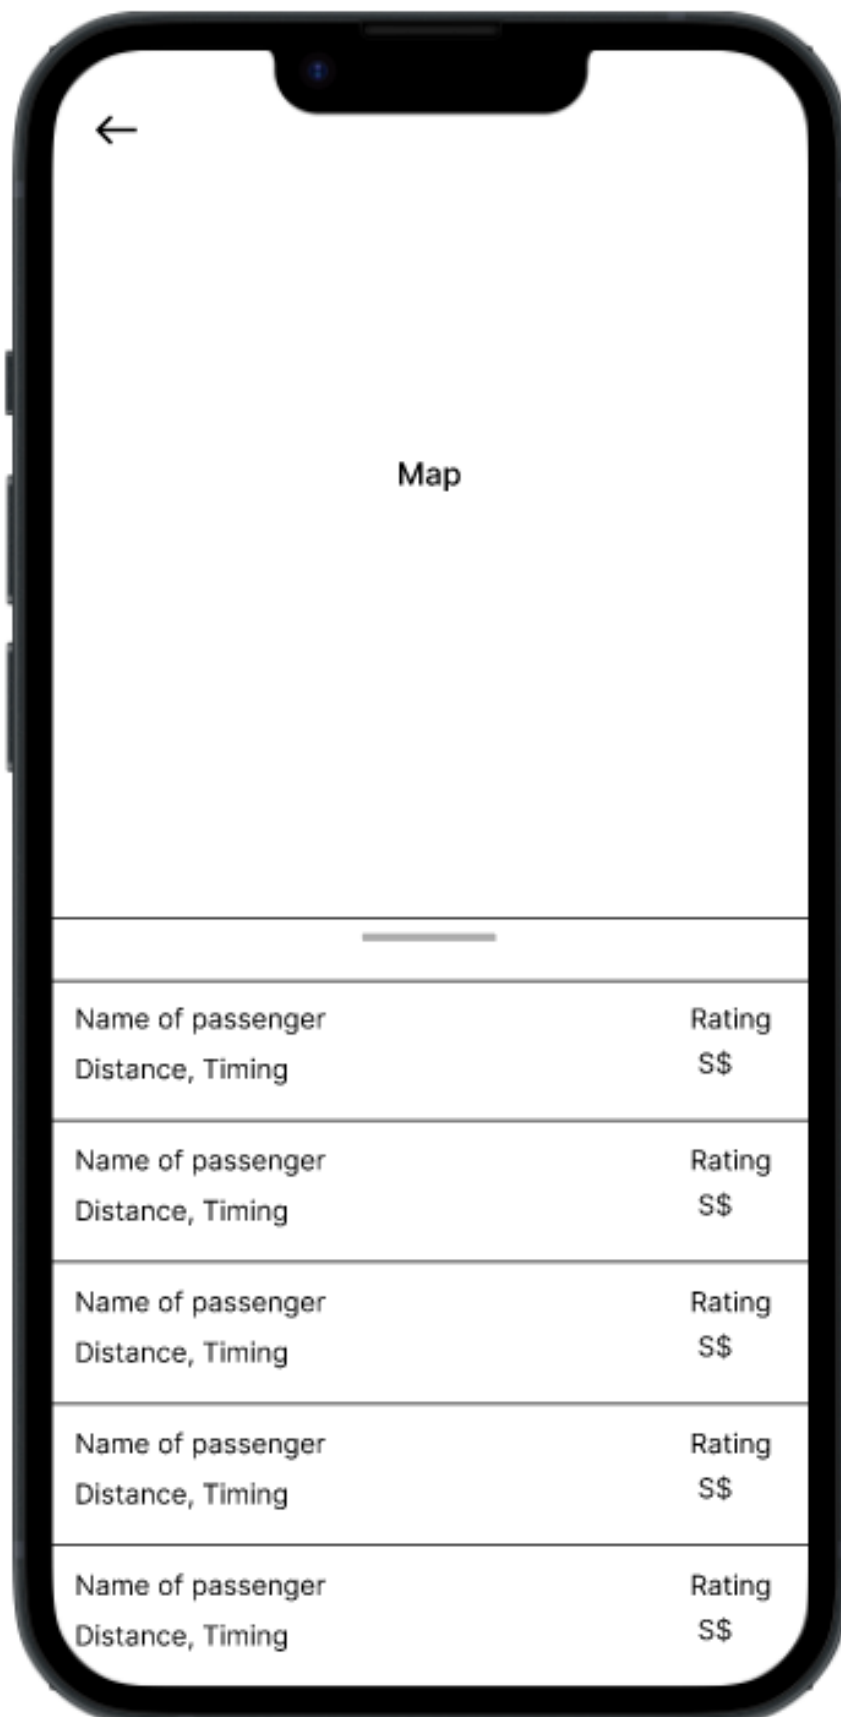 Map
Name of passenger Rating
Distance, Timing S$
Name of passenger Rating
Distance, Timing S$
Name of passenger Rating
Distance, Timing S$
Name of passenger Rating
Distance, Timing S$
Name of passenger Rating
Distance, Timing S$